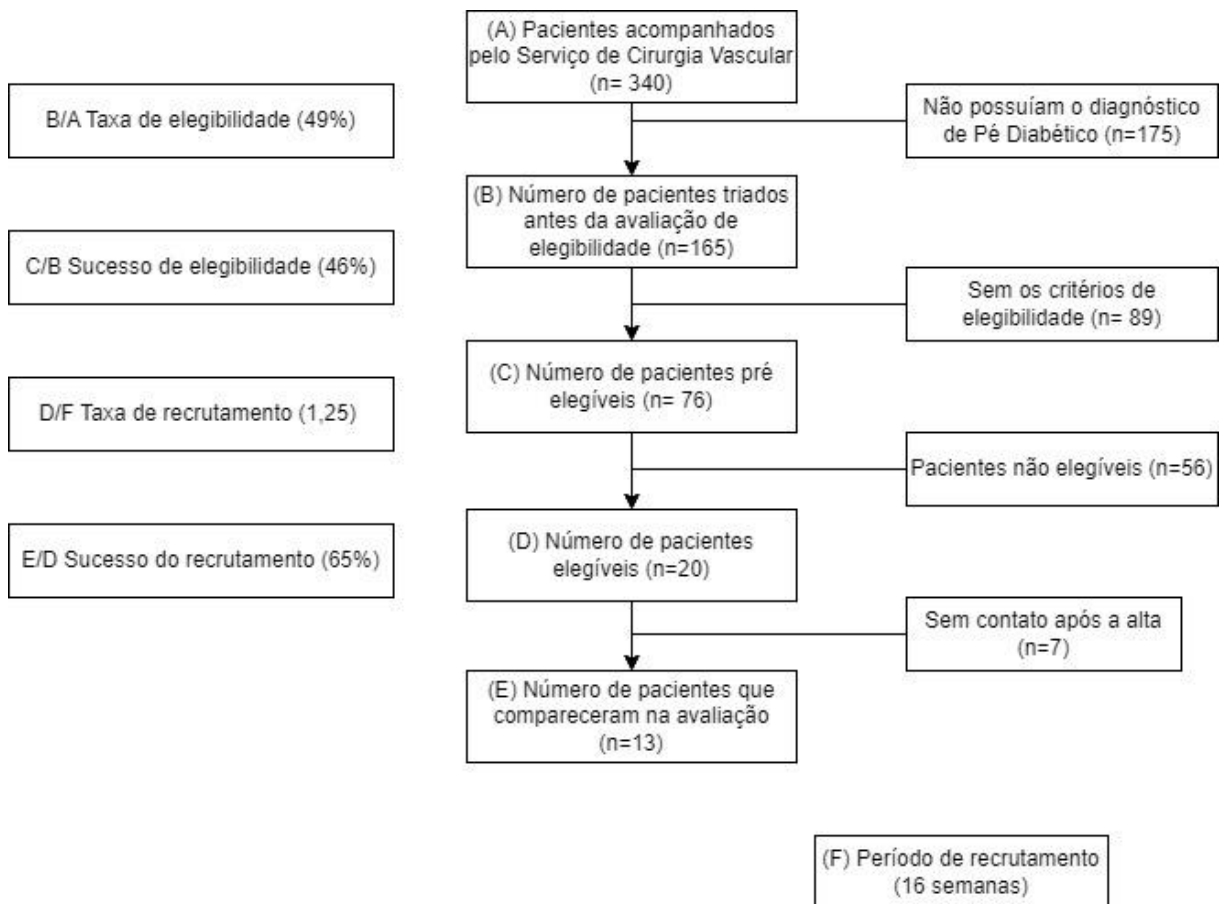 (A) Pacientes acompanhados
pelo Serviço de Cirurgia Vascular
(n= 340)
B/A Taxa de elegibilidade (49%)
Não possuíam o diagnóstico
de Pé Diabético (n=175)
(B) Número de pacientes triados
antes da avaliação de
elegibilidade (n=165)
C/B Sucesso de elegibilidade (46%)
Sem os critérios de
elegibilidade (n= 89)
(C) Número de pacientes pré
elegíveis (n= 76)
D/F Taxa de recrutamento (1,25)
Pacientes não elegíveis (n=56)
(D) Número de pacientes
elegíveis (n=20)
E/D Sucesso do recrutamento (65%)
Sem contato após a alta
(n=7)
(E) Número de pacientes que
compareceram na avaliação
(n=13)
(F) Período de recrutamento
(16 semanas)